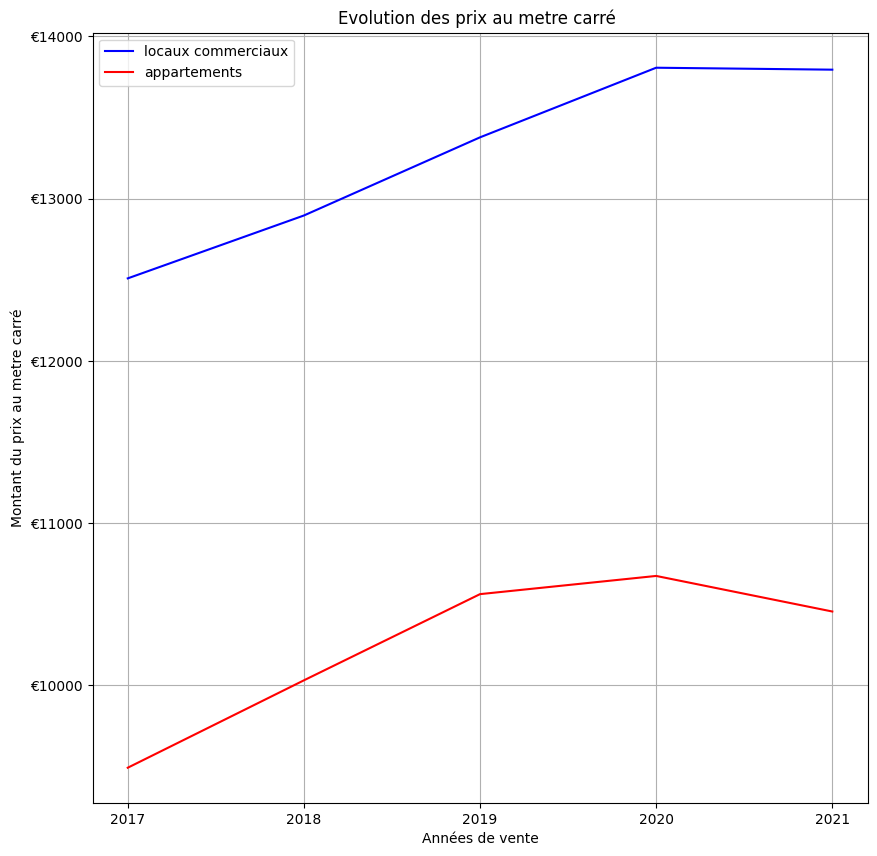 Evolution des prix au metre carré
€14000
locaux commerciaux
appartements
€13000
€12000
€11000
€10000
Montant du prix au metre carré
2017 2018 2019 2020 2021
Années de vente